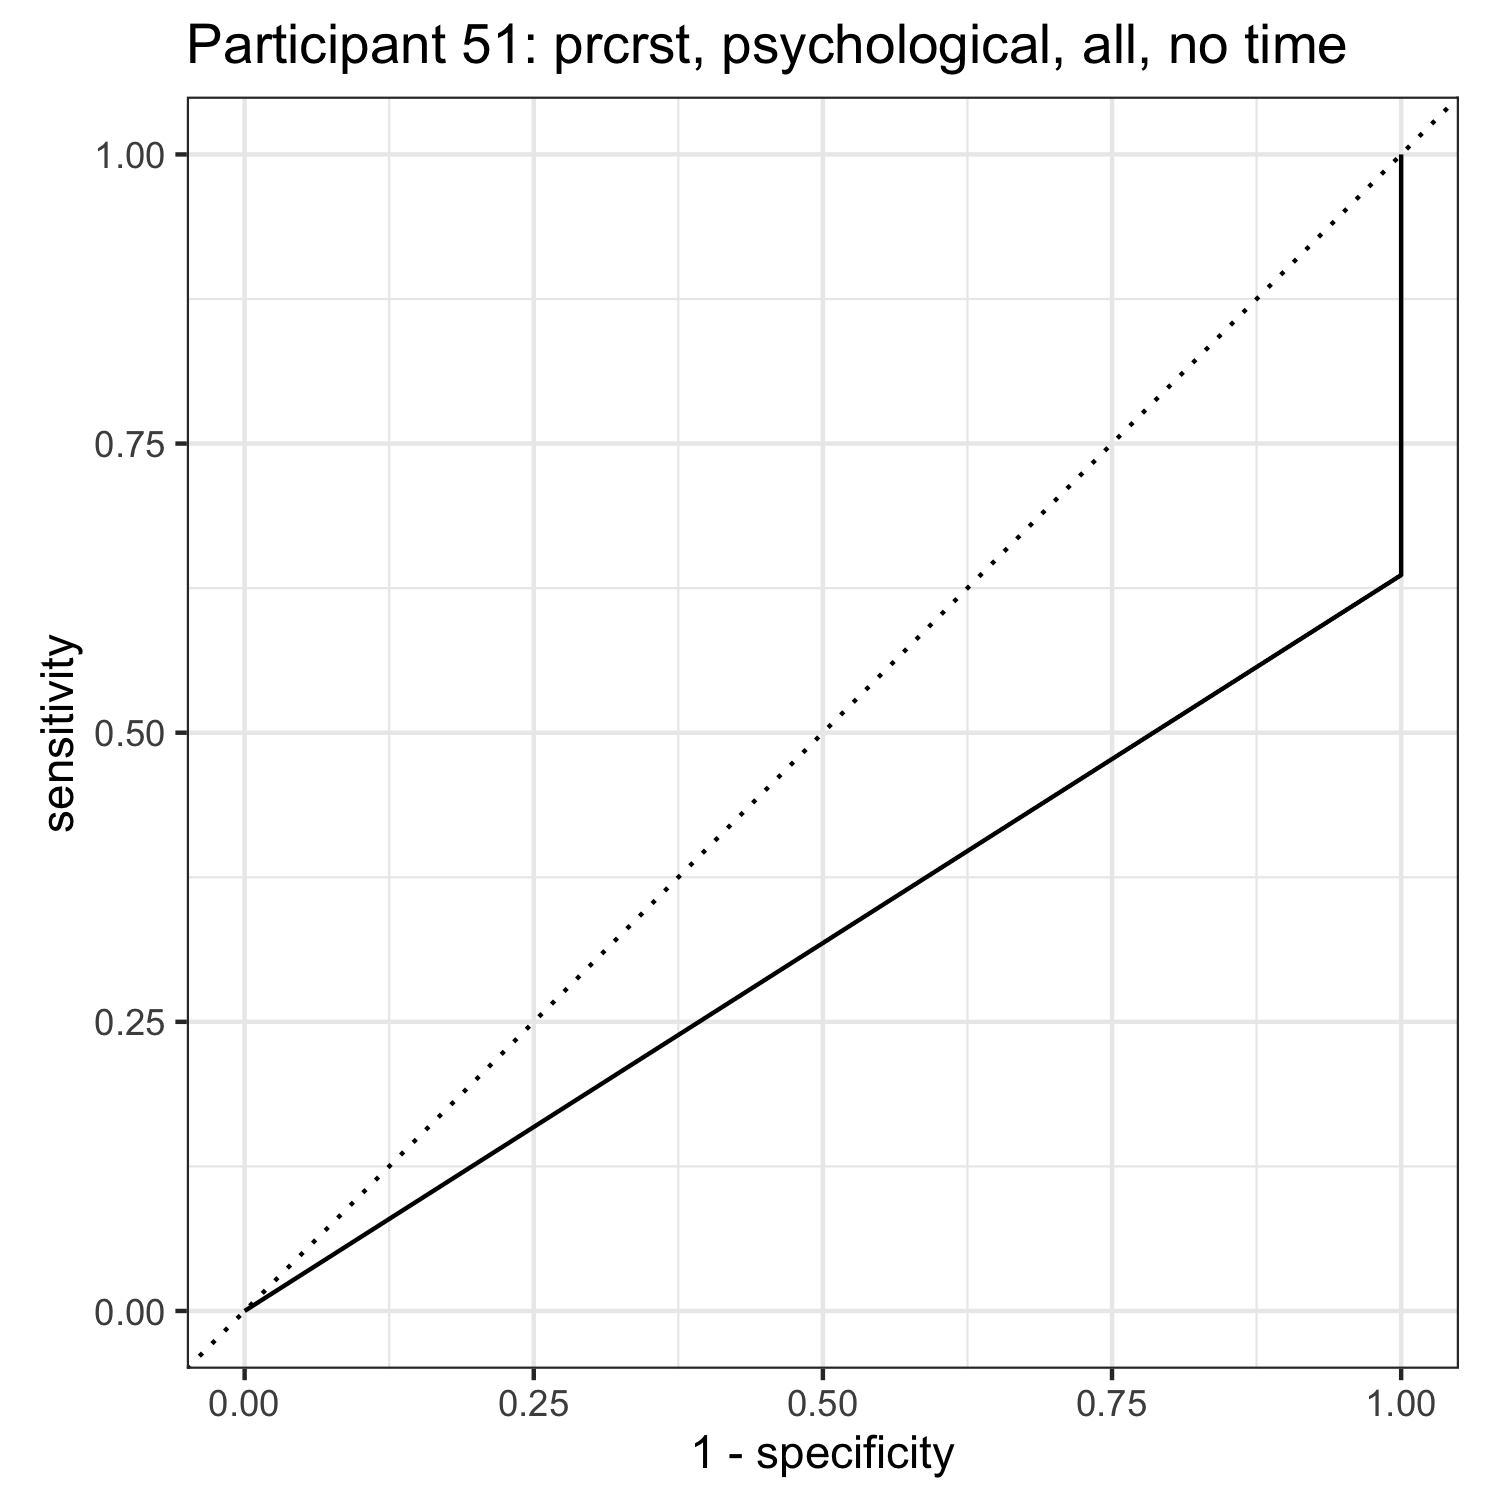 Participant 51: prcrst, psychological, all, no time
1.00
0.75
0.50
0.25
0.00
sensitivity
0.00 0.25 0.50 0.75 1.00
1 - specificity